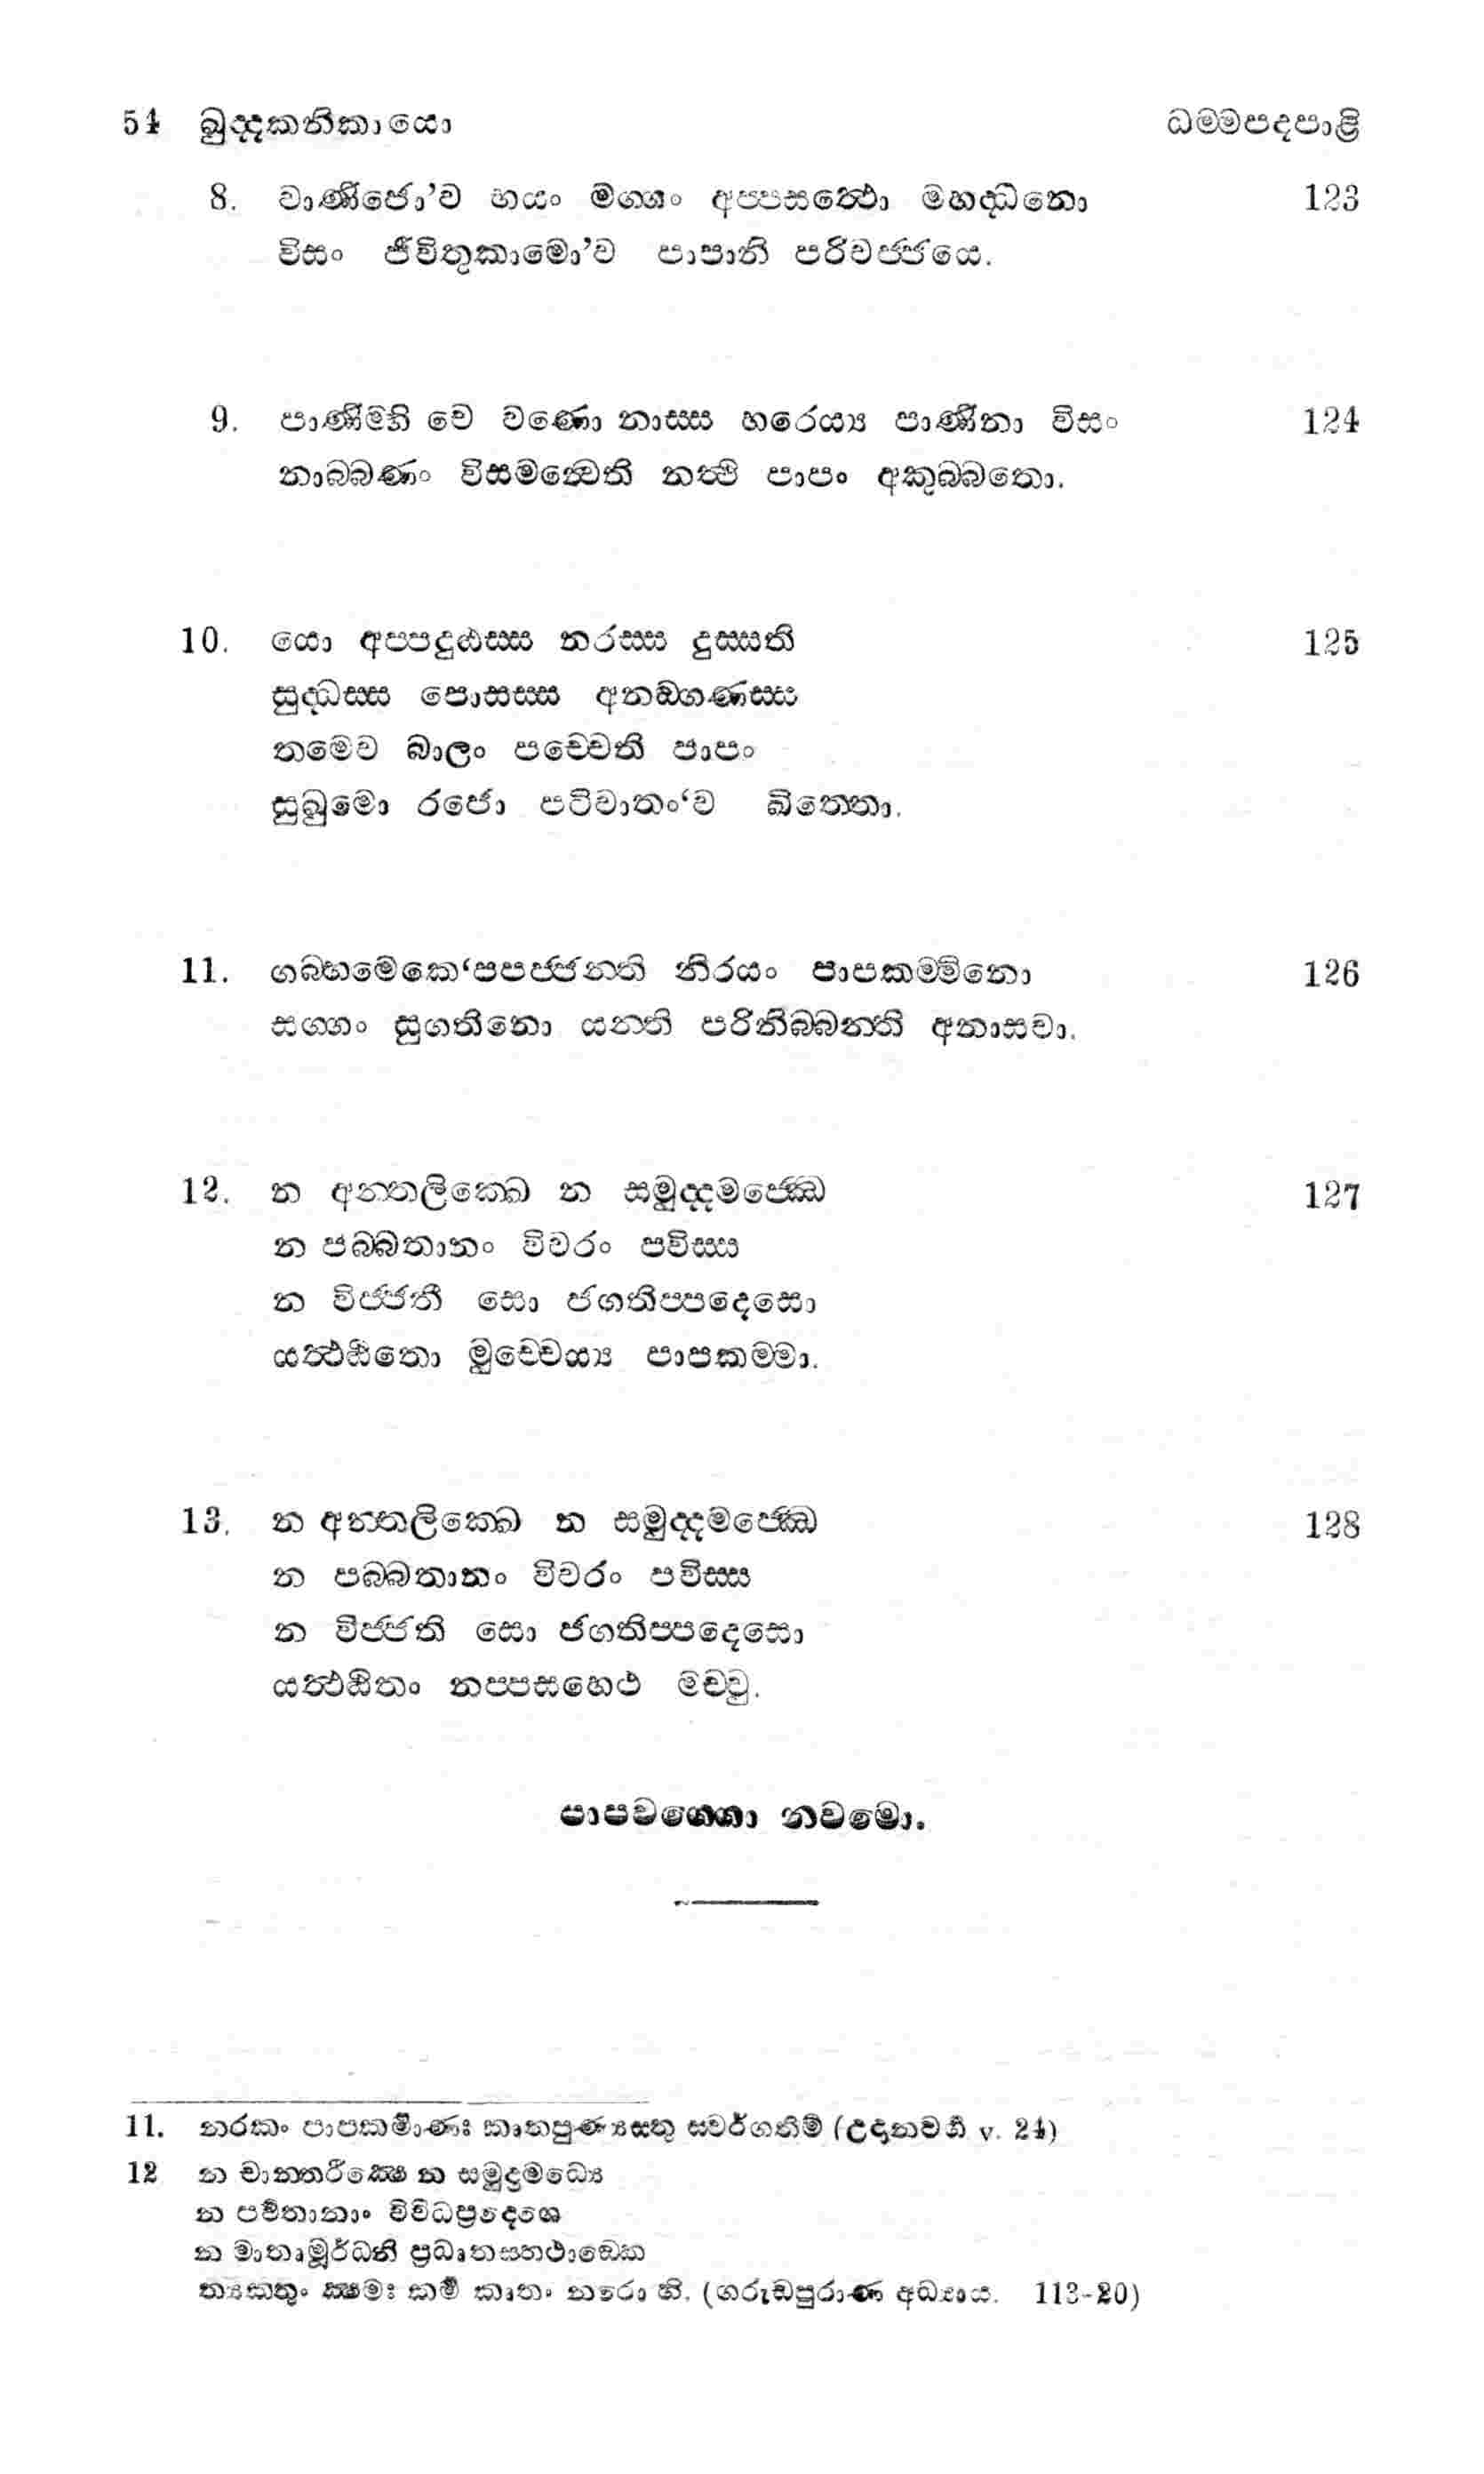 54 ඛුද්දකනිකායො ධම්මපදපාළි
8. වාණිජො’ව භයං මග්ගං අප්පසත්ථො මහද්ධනො 123
විසං ජීවිතුකාමො’ව පාපානි පරිවජ්ජයෙ.
9. පාණිම්හි චෙ වණො නාස්ස හරෙය්‍ය පාණිනා විසං 124
නාබ්බණං විසමන්වෙති නත්ථි පාපං අකුබ්බතො.
10. යො අප්පදුට්ඨස්ස නරස්ස දුස්සති 125
සුද්ධස්ස පොසස්ස අනඞ්ගණස්ස
තමෙව බාලං පච්චෙති පාපං
සුඛුමො රජො පටිවාතං‘ව ඛිත්තො.
11. ගබ්භමෙකෙ‘පපජ්ජන්ති නිරයං පාපකම්මිනො 126
සග්ගං සුගතිනො යන්ති පරිනිබ්බන්ති අනාසවා.
12. න අන්තලික්ඛෙ න සමුද්දමජ්ඣෙ 127
න පබ්බතානං විවරං පවිස්ස
න විජ්ජතී සො ජගතිප්පදෙසො
යත්ථඨිතො මුච්චෙය්‍ය පාපකම්මා.
13. න අන්තලික්ඛෙ න සමුද්දමජ්ඣෙ 128
න පබ්බතානං විවරං පවිස්ස
න විජ්ජති සො ජගතිප්පදෙසො
යත්ථඨිතං නප්පසහෙථ මච්චු.
පාපවග්ගො නවමො.
11. නරකං පාපකර්‍මාණඃ කෘතපුණ්‍යස්තු ස්වර්ගතිම් (උදානවර්‍ග v. 24)
12 න චාන්තරීක්‍ෂෙ න සමුද්‍රමධ්‍යෙ
න පර්‍වතානාං විවිධප්‍රදෙශෙ
න මාතෘමූර්ධනි ප්‍රධෘතස්තථාඞ්කෙ
ත්‍යක්තුං ක්‍ෂමඃ කර්‍ම කෘතං නරො හි. (ගරුඩපුරාණ අධ්‍යාය. 113-20)